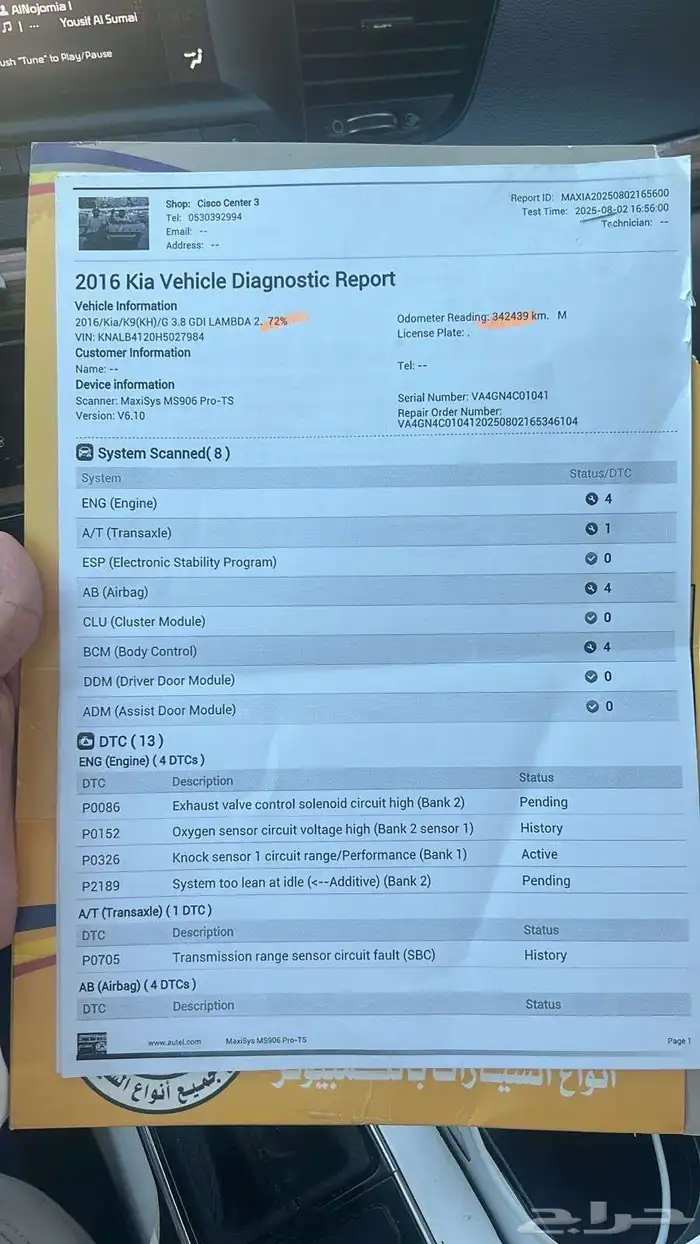 AlNojomia I
Yousif Al Sumai
ush "Tune" to Play/Pause
Shop: Cisco Center 3
Tel: 0530392994
Email: --
Address: --
Report ID: MAXIA20250802165600
Test Time: 2025-08-02 16:56:00
Technician: --
2016 Kia Vehicle Diagnostic Report
Vehicle Information
2016/Kia/K9(KH)/G 3.8 GDI LAMBDA 2. 72%
Odometer Reading: 342439 km. M
VIN: KNALB4120H5027984
License Plate: .
Customer Information
Name: --
Tel: --
Device information
Scanner: MaxiSys MS906 Pro-TS
Serial Number: VA4GN4C01041
Version: V6.10
Repair Order Number:
VA4GN4C0104120250802165346104
System Scanned( 8 )
System Status/DTC
ENG (Engine) 4
A/T (Transaxle) 1
ESP (Electronic Stability Program) 0
AB (Airbag) 4
CLU (Cluster Module) 0
BCM (Body Control) 4
DDM (Driver Door Module) 0
ADM (Assist Door Module) 0
DTC ( 13 )
ENG (Engine) ( 4 DTCs )
DTC Description Status
P0086 Exhaust valve control solenoid circuit high (Bank 2) Pending
P0152 Oxygen sensor circuit voltage high (Bank 2 sensor 1) History
P0326 Knock sensor 1 circuit range/Performance (Bank 1) Active
P2189 System too lean at idle (<--Additive) (Bank 2) Pending
A/T (Transaxle) ( 1 DTC )
DTC Description Status
P0705 Transmission range sensor circuit fault (SBC) History
AB (Airbag) ( 4 DTCs )
DTC Description Status
www.autel.com MaxiSys MS906 Pro-TS Page 1
أنواع السيارات بالكمبيوتر
جميع أنواع
حراج